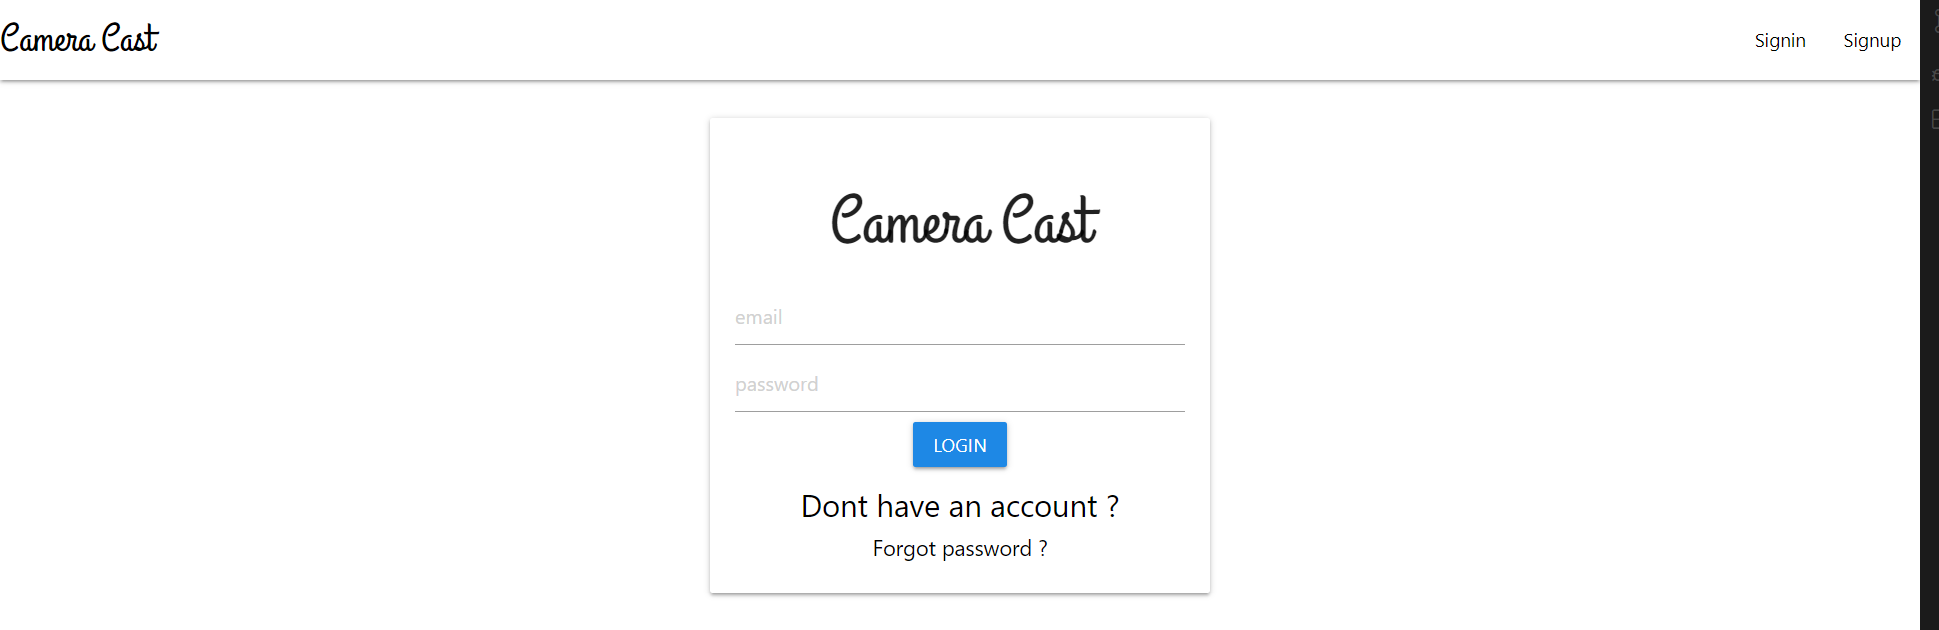 Camera Cast
Signin Signup
Camera Cast
email
password
LOGIN
Dont have an account ?
Forgot password ?